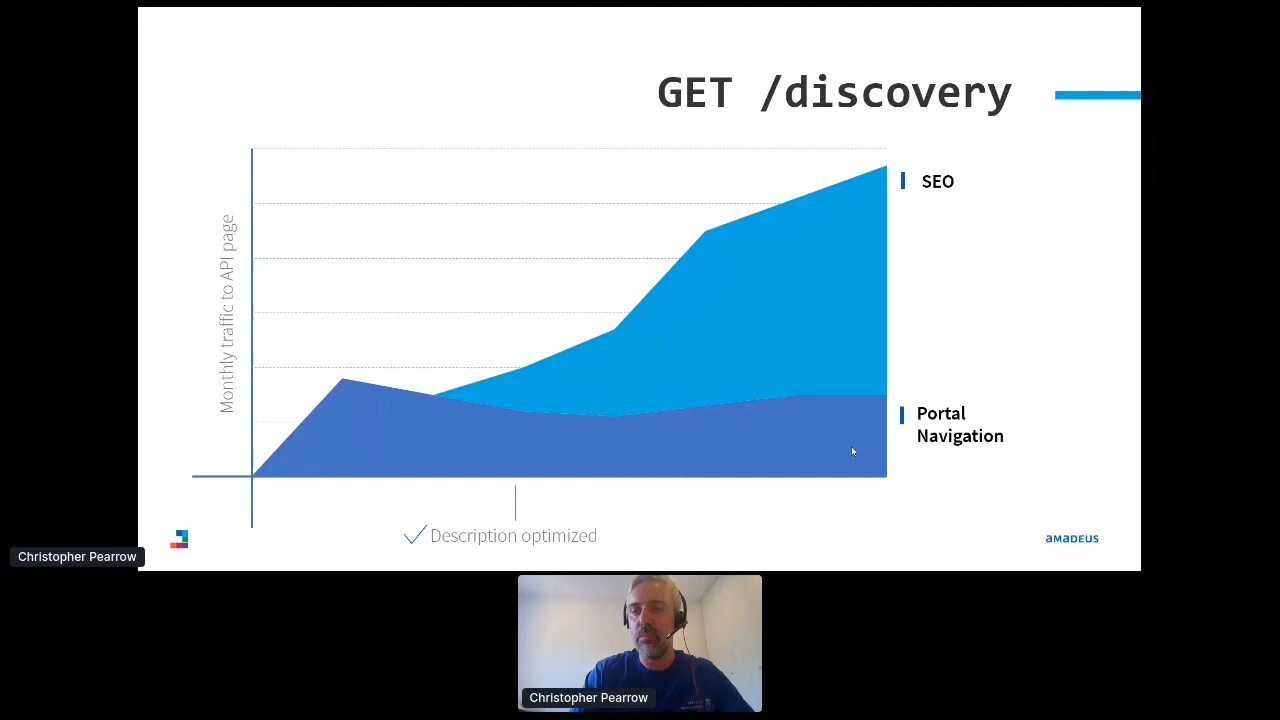 GET /discovery
SEO
Monthly traffic to API page
Portal
Navigation
Description optimized
amadeus
Christopher Pearrow
Christopher Pearrow